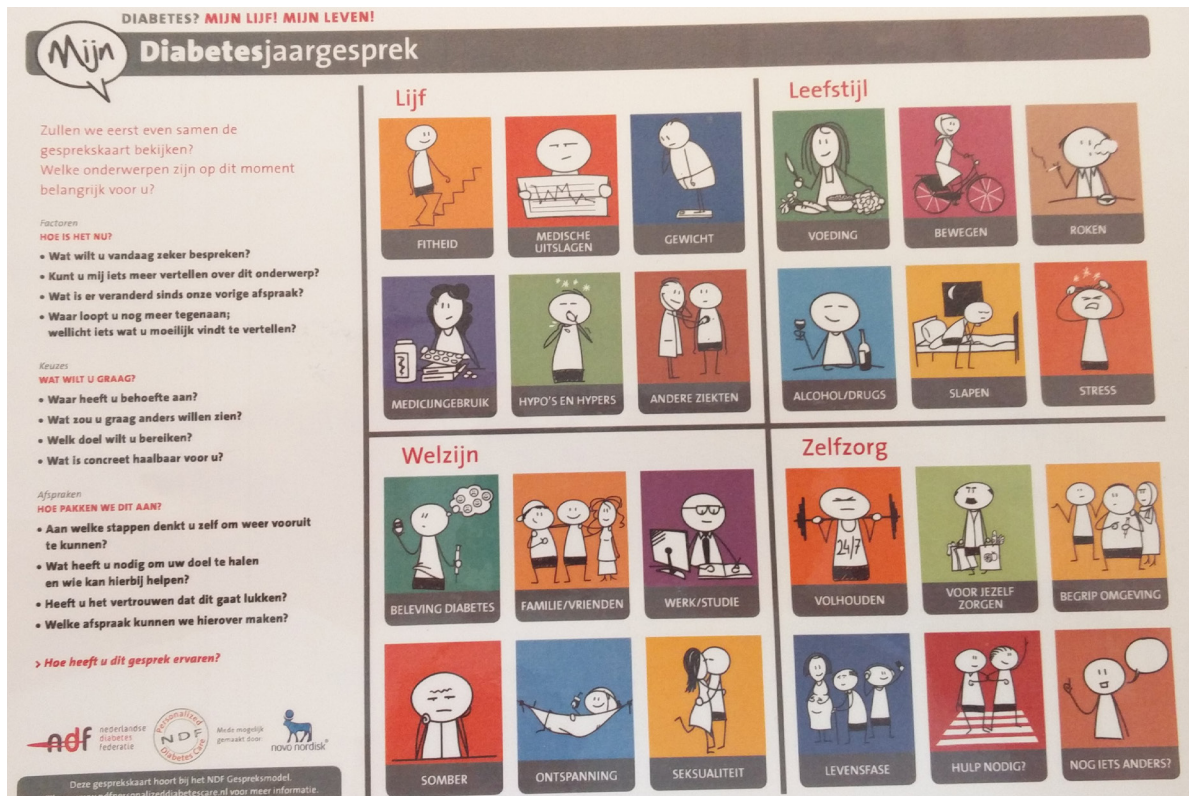 DIABETES? MIJN LIJF! MIJN LEVEN!
Mijn Diabetesjaargesprek
Zullen we eerst even samen de
gesprekskaart bekijken?
Welke onderwerpen zijn op dit moment
belangrijk voor u?
Factoren
HOE IS HET NU?
• Wat wilt u vandaag zeker bespreken?
• Kunt u mij iets meer vertellen over dit onderwerp?
• Wat is er veranderd sinds onze vorige afspraak?
• Waar loopt u nog meer tegenaan;
wellicht iets wat u moeilijk vindt te vertellen?
Keuzes
WAT WILT U GRAAG?
• Waar heeft u behoefte aan?
• Wat zou u graag anders willen zien?
• Welk doel wilt u bereiken?
• Wat is concreet haalbaar voor u?
Afspraken
HOE PAKKEN WE DIT AAN?
• Aan welke stappen denkt u zelf om weer vooruit
te kunnen?
• Wat heeft u nodig om uw doel te halen
en wie kan hierbij helpen?
• Heeft u het vertrouwen dat dit gaat lukken?
• Welke afspraak kunnen we hierover maken?
> Hoe heeft u dit gesprek ervaren?
ndf nederlandse
diabetes
federatie
Personalized
NDF
Diabetes Care
Mede mogelijk
gemaakt door:
novo nordisk®
Deze gesprekskaart hoort bij het NDF Gespreksmodel.
voor meer informatie.
Lijf
FITHEID
MEDISCHE
UITSLAGEN
GEWICHT
MEDICIJNGEBRUIK
HYPO'S EN HYPERS
ANDERE ZIEKTEN
Leefstijl
VOEDING
BEWEGEN
ROKEN
ALCOHOL/DRUGS
SLAPEN
STRESS
Welzijn
BELEVING DIABETES
FAMILIE/VRIENDEN
WERK/STUDIE
SOMBER
ONTSPANNING
SEKSUALITEIT
Zelfzorg
24/7
VOLHOUDEN
VOOR JEZELF
ZORGEN
BEGRIP OMGEVING
LEVENSFASE
HULP NODIG?
NOG IETS ANDERS?